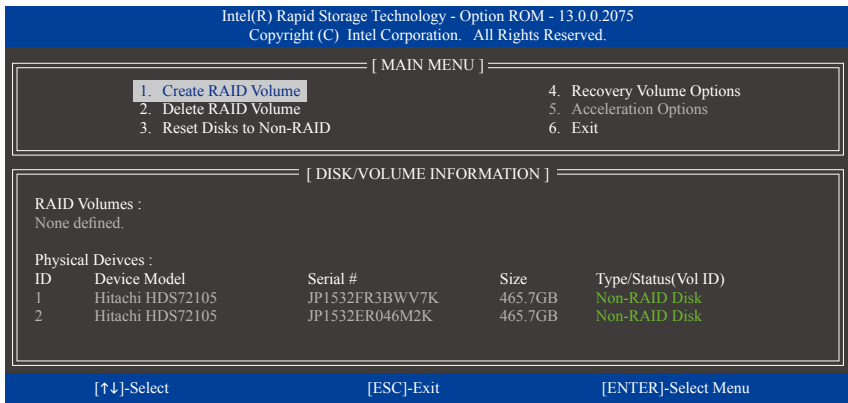 Intel(R) Rapid Storage Technology - Option ROM - 13.0.0.2075
Copyright (C) Intel Corporation. All Rights Reserved.
[ MAIN MENU ]
1. Create RAID Volume
2. Delete RAID Volume
3. Reset Disks to Non-RAID
4. Recovery Volume Options
5. Acceleration Options
6. Exit
[ DISK/VOLUME INFORMATION ]
RAID Volumes :
None defined.
Physical Deivces :
ID Device Model Serial # Size Type/Status(Vol ID)
1 Hitachi HDS72105 JP1532FR3BWV7K 465.7GB Non-RAID Disk
2 Hitachi HDS72105 JP1532ER046M2K 465.7GB Non-RAID Disk
[↑↓]-Select [ESC]-Exit [ENTER]-Select Menu